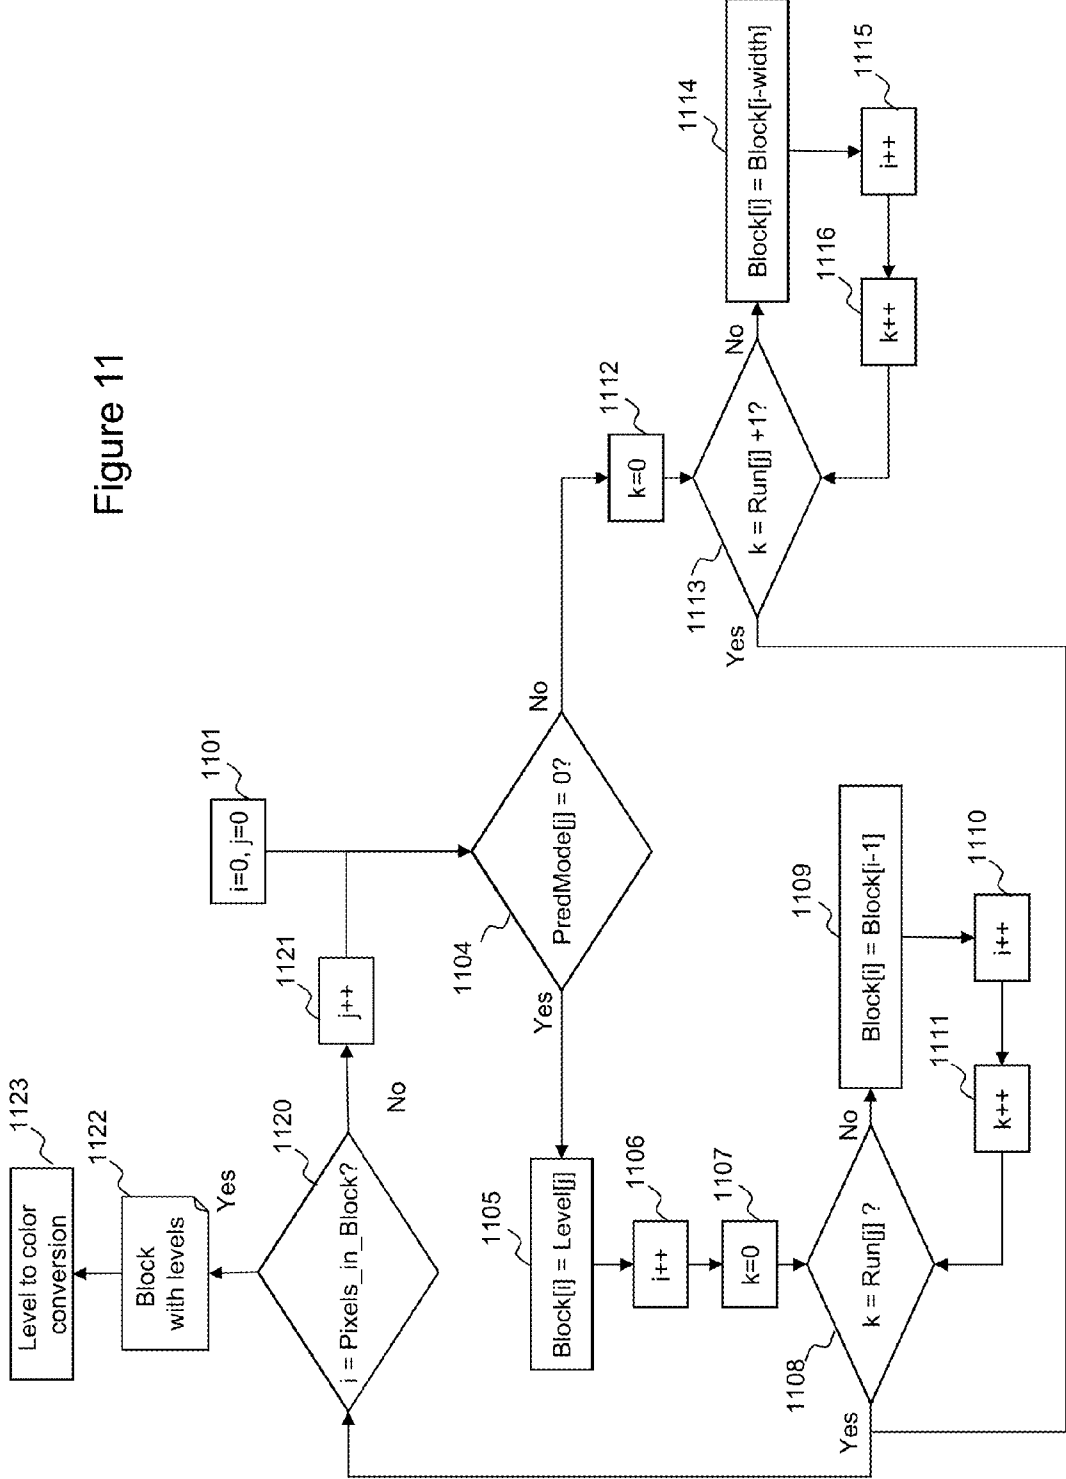 Figure 11
1101
i=0, j=0
1123
Level to color
conversion
1122
Block
with levels
Yes
1120
i = Pixels_in_Block?
No
1121
j++
1104
PredMode[j] = 0?
Yes
No
1105
Block[i] = Level[j]
1106
i++
1107
k=0
1108
k = Run[j] ?
Yes
No
1109
Block[i] = Block[i-1]
1110
i++
1111
k++
1112
k=0
1113
k = Run[j] +1?
Yes
No
1114
Block[i] = Block[i-width]
1115
i++
1116
k++